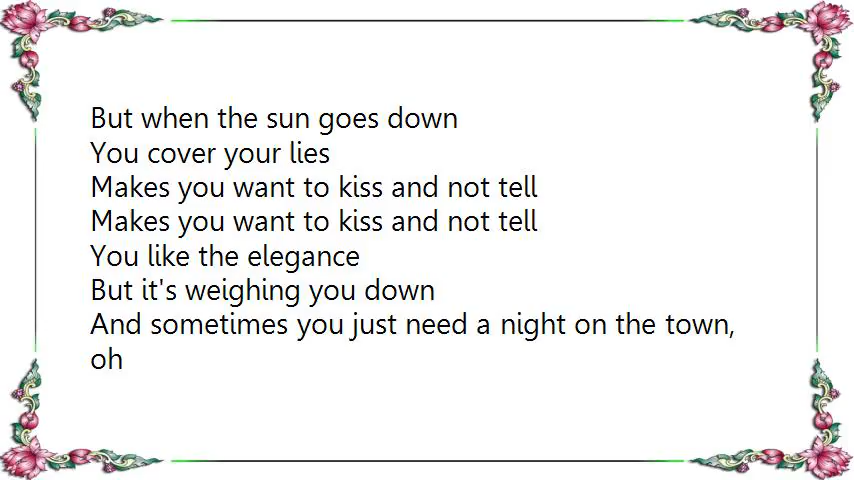 But when the sun goes down
You cover your lies
Makes you want to kiss and not tell
Makes you want to kiss and not tell
You like the elegance
But it's weighing you down
And sometimes you just need a night on the town,
oh